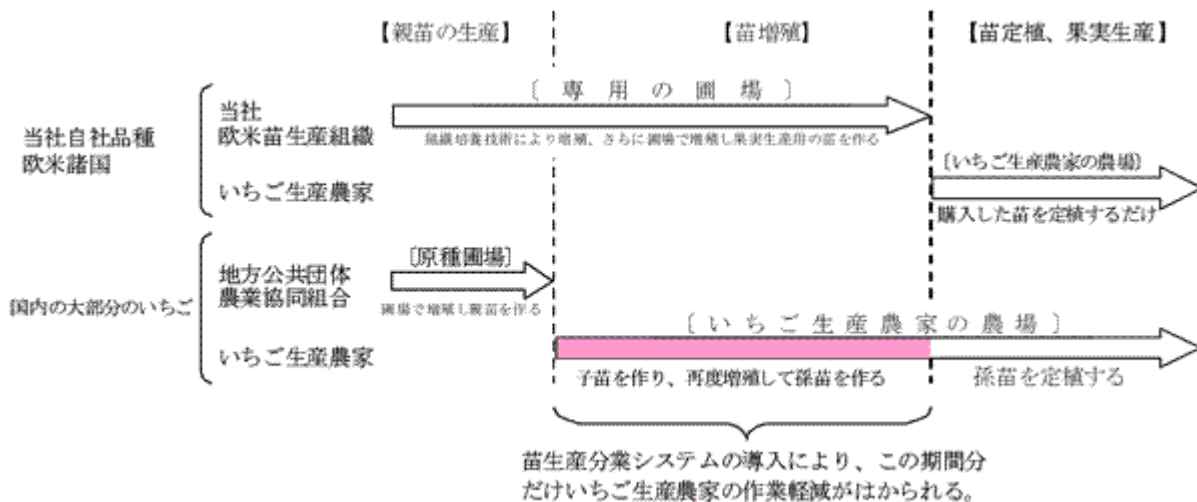 【親苗の生産】 【苗増殖】 【苗定植、果実生産】
〔専用の圃場〕
当社自社品種
欧米諸国
当社
欧米苗生産組織
組織培養技術により増殖、さらに圃場で増殖し果実生産用の苗を作る
いちご生産農家
〔いちご生産農家の農場〕
購入した苗を定植するだけ
国内の大部分のいちご
地方公共団体
農業協同組合
〔原種圃場〕
圃場で増殖し親苗を作る
いちご生産農家
〔いちご生産農家の農場〕
子苗を作り、再度増殖して孫苗を作る
孫苗を定植する
苗生産分業システムの導入により、この期間分
だけいちご生産農家の作業軽減がはかられる。